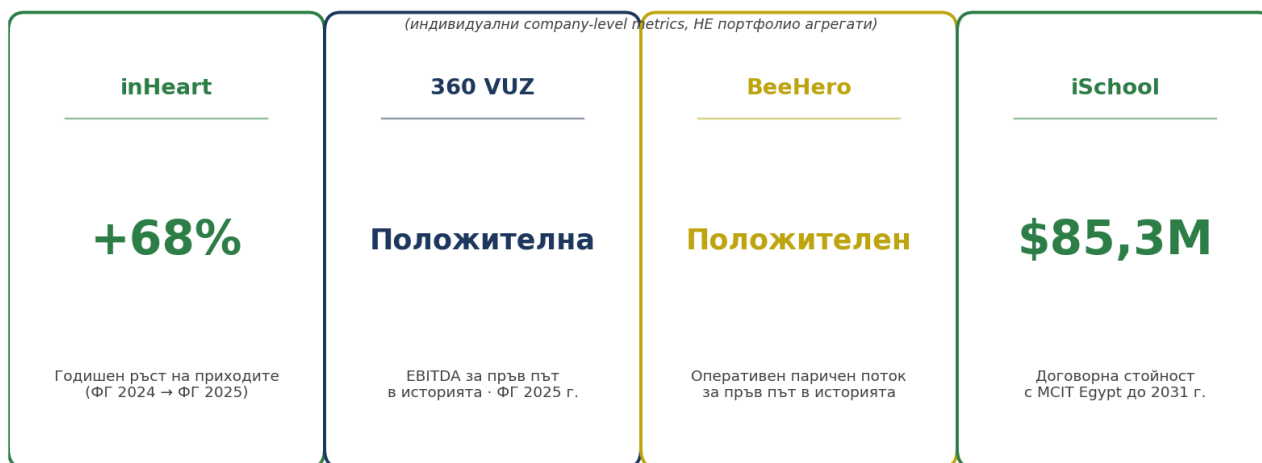 (индивидуални company-level metrics, НЕ портфолио агрегати)
inHeart
+68%
Годишен ръст на приходите
(ФГ 2024 → ФГ 2025)
360 VUZ
Положителна
EBITDA за пръв път
в историята · ФГ 2025 г.
BeeHero
Положителен
Оперативен паричен поток
за пръв път в историята
iSchool
$85,3M
Договорна стойност
с MCIT Egypt до 2031 г.